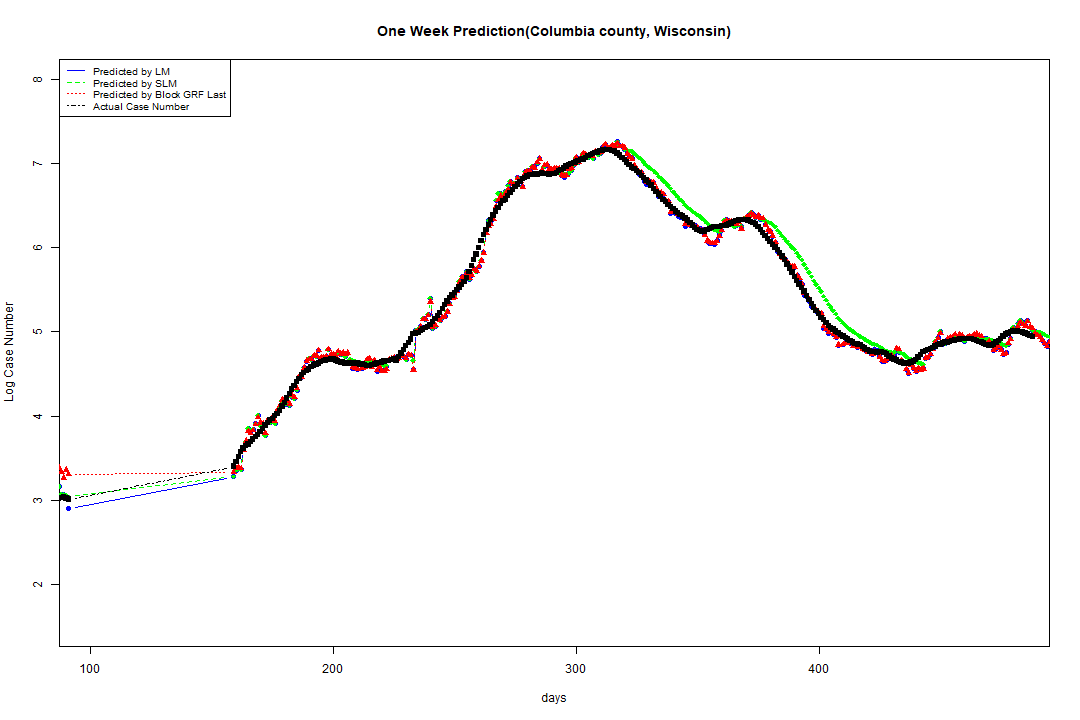 One Week Prediction(Columbia county, Wisconsin)
Predicted by LM
Predicted by SLM
Predicted by Block GRF Last
Actual Case Number
8
7
6
5
4
3
2
Log Case Number
100 200 300 400
days